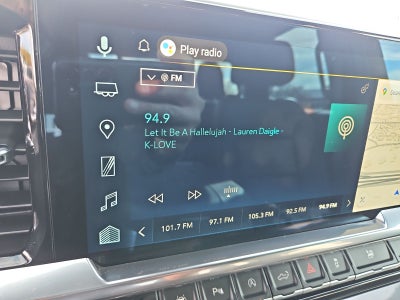 Play radio
FM
94.9
Let It Be A Hallelujah - Lauren Daigle -
K-LOVE
101.7 FM 97.1 FM 105.3 FM 92.5 FM 94.9 FM